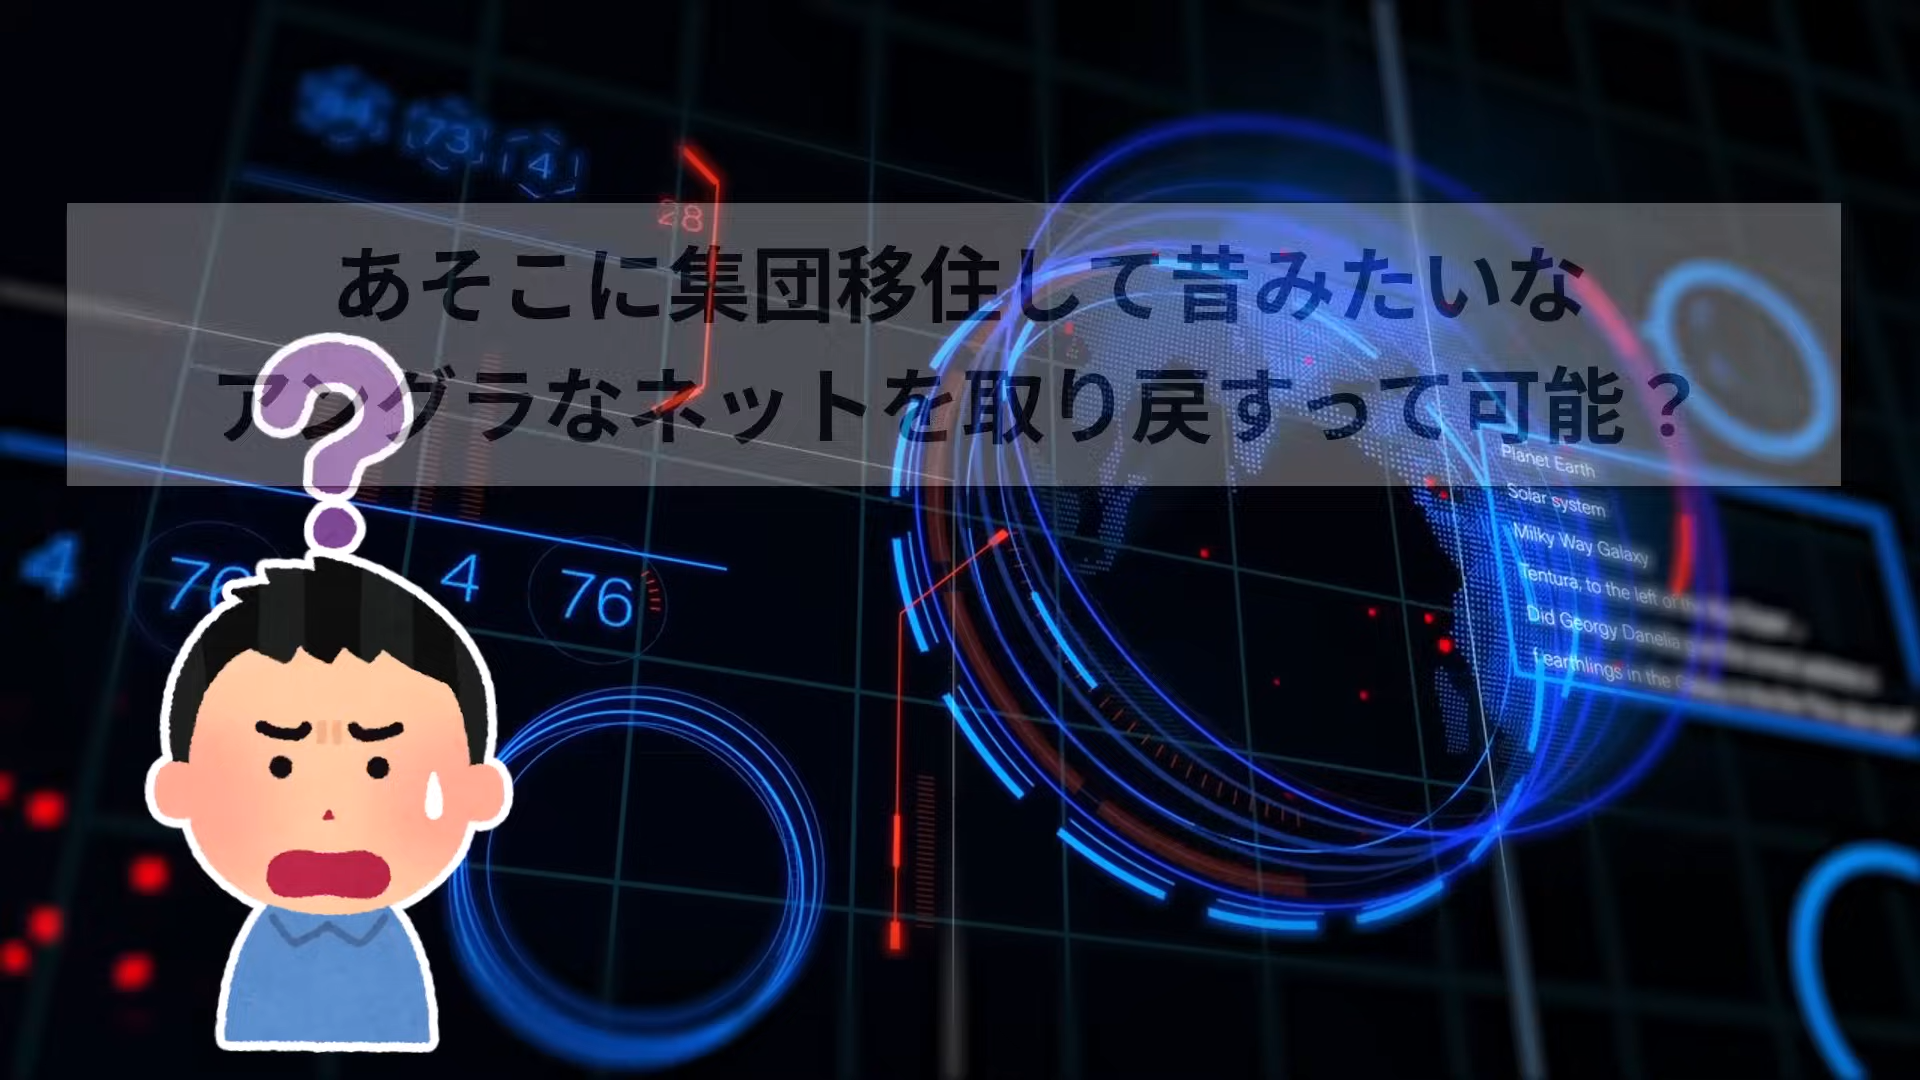 73
4
28
あそこに集団移住して昔みたいな
アングラなネットを取り戻すって可能？
Planet Earth
Solar system
Milky Way Galaxy
Tentura, to the left of the
Did Georgy Danelia
f earthlings in the
4
76
4
76